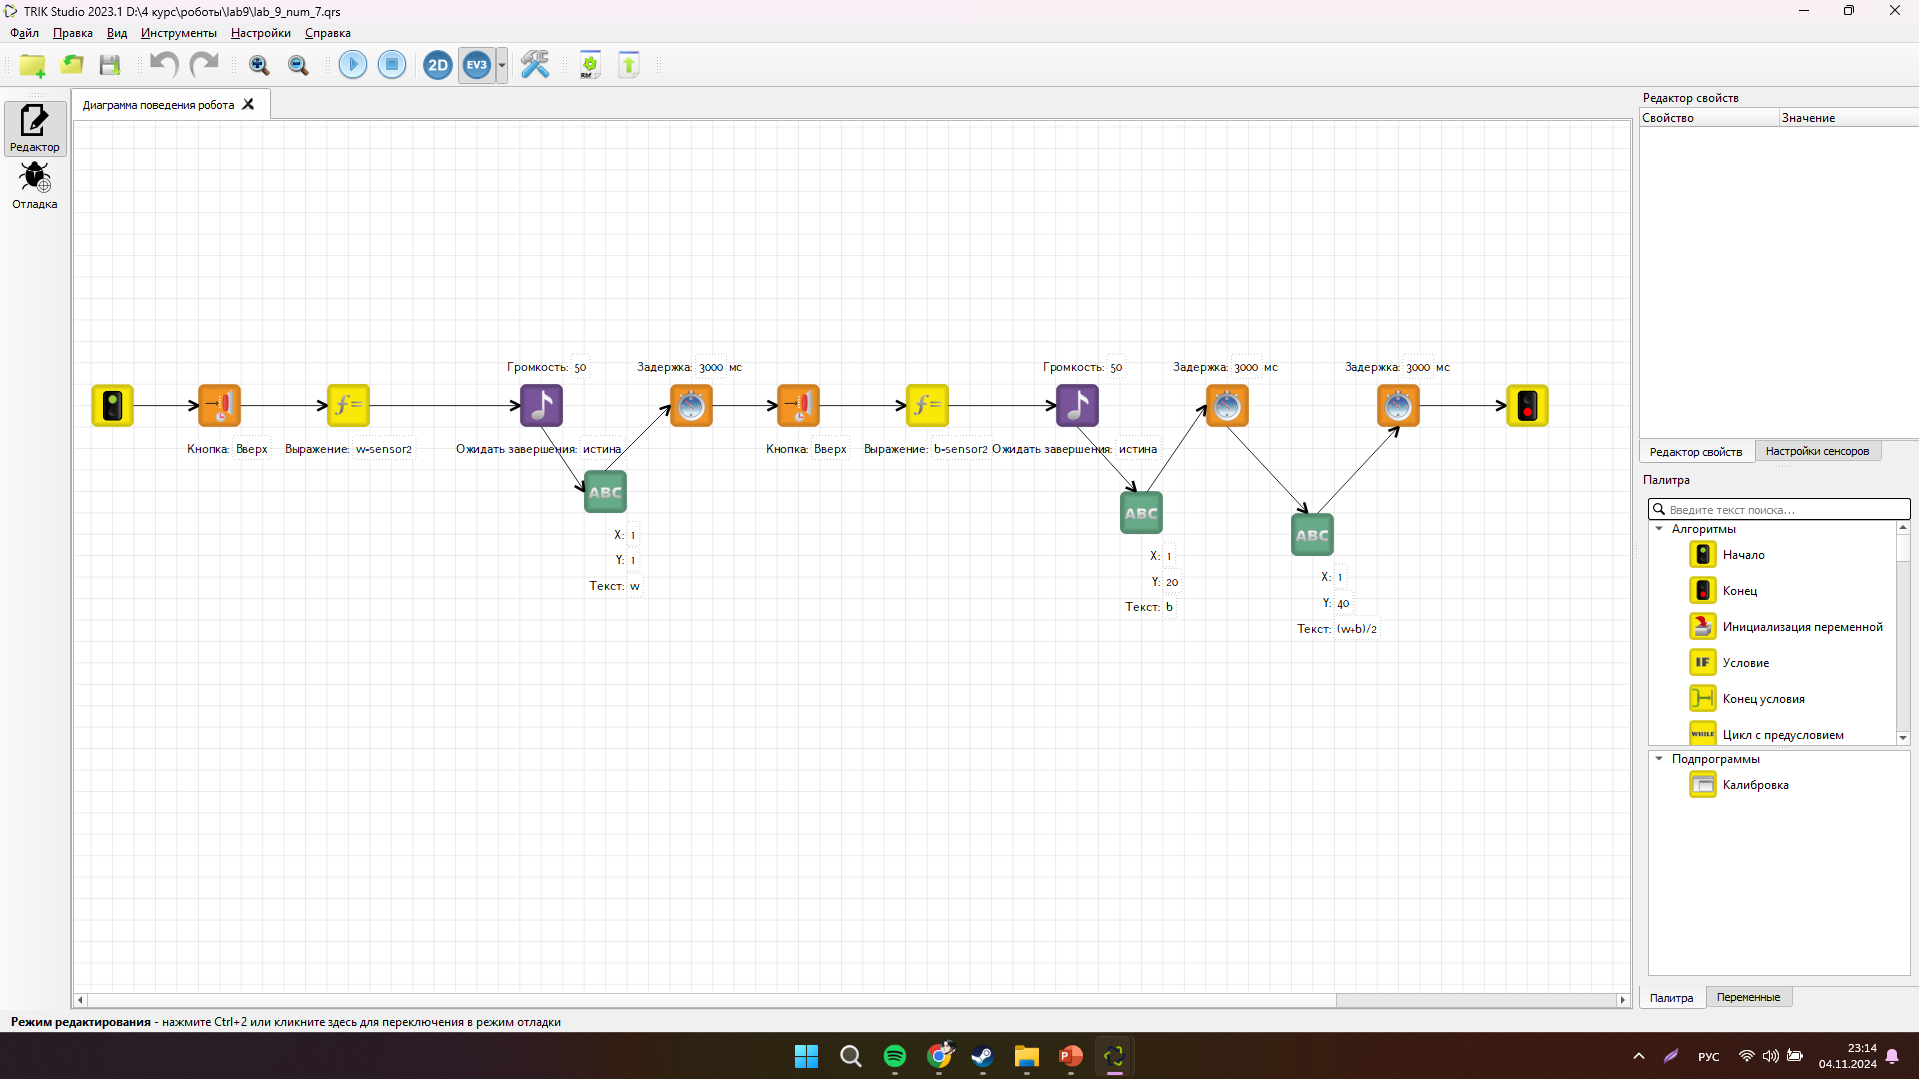 TRIK Studio 2023.1 D:\4 курс\роботы\lab9\lab_9_num_7.qrs
Файл Правка Вид Инструменты Настройки Справка
2D EV3 Rbf
Диаграмма поведения робота
Редактор
Отладка
Громкость: 50 Задержка: 3000 мс Громкость: 50 Задержка: 3000 мс Задержка: 3000 мс
f= f=
Кнопка: Вверх Выражение: w=sensor2 Ожидать завершения: истина Кнопка: Вверх Выражение: b=sensor2 Ожидать завершения: истина
ABC
X: 1
Y: 1
Текст: w
ABC
X: 1
Y: 20
Текст: b
ABC
X: 1
Y: 40
Текст: (w+b)/2
Редактор свойств
Свойство Значение
Редактор свойств Настройки сенсоров
Палитра
Введите текст поиска...
Алгоритмы
Начало
Конец
Инициализация переменной
IF Условие
Конец условия
WHILE Цикл с предусловием
Подпрограммы
Калибровка
Палитра Переменные
Режим редактирования - нажмите Ctrl+2 или кликните здесь для переключения в режим отладки
РУС
23:14
04.11.2024